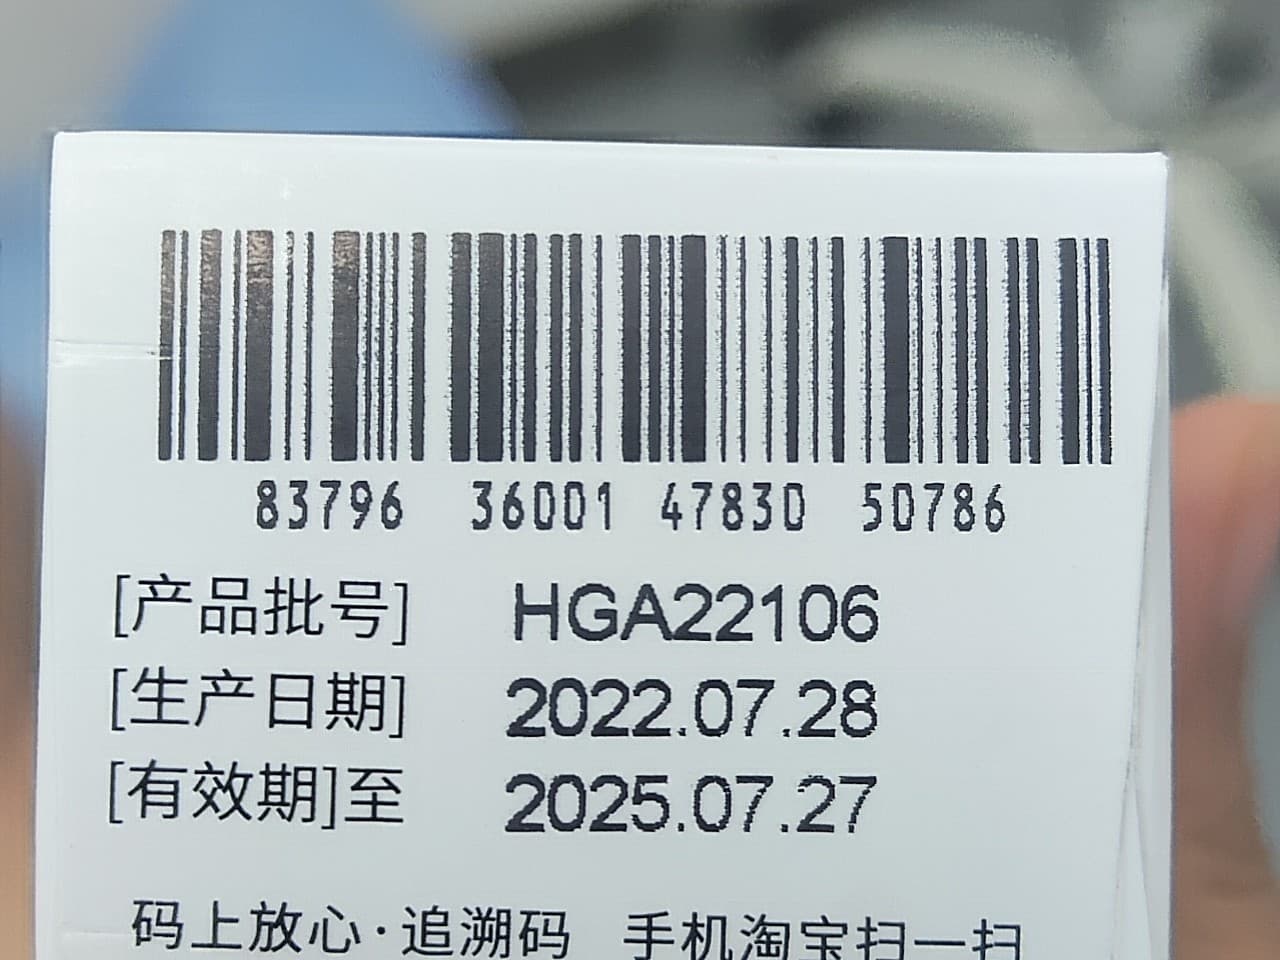 83796 36001 47830 50786
[产品批号] HGA22106
[生产日期] 2022.07.28
[有效期]至 2025.07.27
码上放心·追溯码 手机淘宝扫一扫